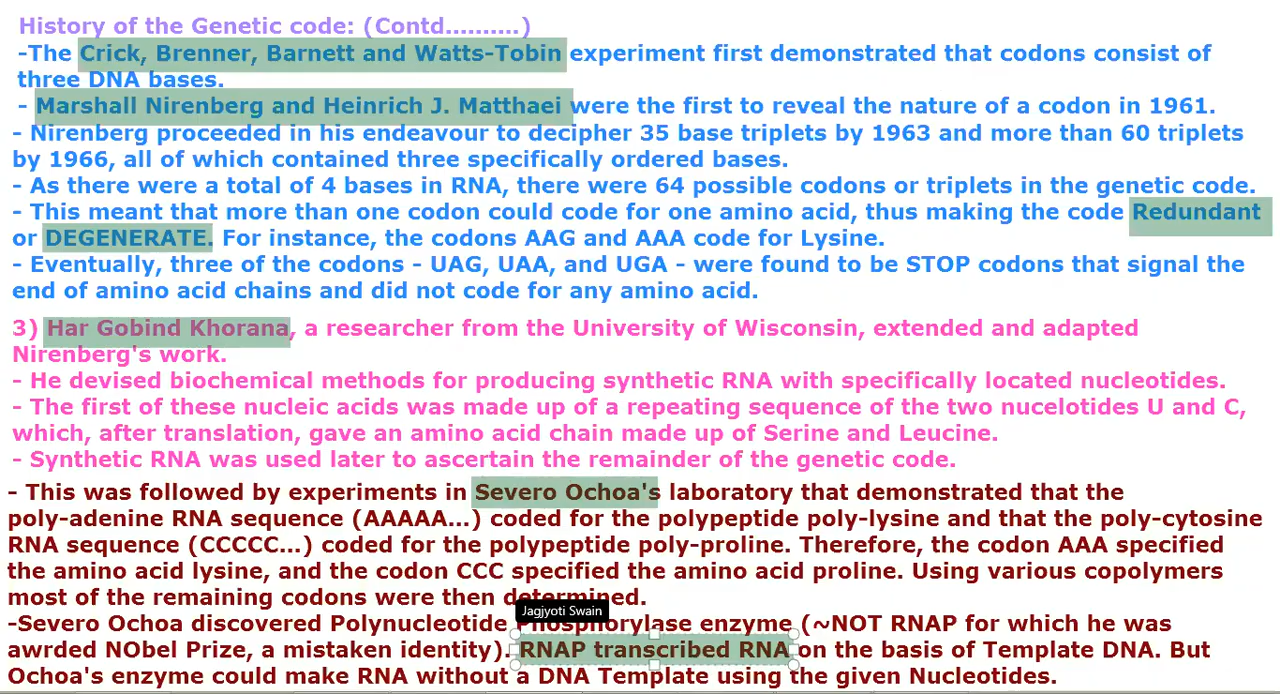 History of the Genetic code: (Contd..........)
-The Crick, Brenner, Barnett and Watts-Tobin experiment first demonstrated that codons consist of
three DNA bases.
- Marshall Nirenberg and Heinrich J. Matthaei were the first to reveal the nature of a codon in 1961.
- Nirenberg proceeded in his endeavour to decipher 35 base triplets by 1963 and more than 60 triplets
by 1966, all of which contained three specifically ordered bases.
- As there were a total of 4 bases in RNA, there were 64 possible codons or triplets in the genetic code.
- This meant that more than one codon could code for one amino acid, thus making the code Redundant
or DEGENERATE. For instance, the codons AAG and AAA code for Lysine.
- Eventually, three of the codons - UAG, UAA, and UGA - were found to be STOP codons that signal the
end of amino acid chains and did not code for any amino acid.
3) Har Gobind Khorana, a researcher from the University of Wisconsin, extended and adapted
Nirenberg's work.
- He devised biochemical methods for producing synthetic RNA with specifically located nucleotides.
- The first of these nucleic acids was made up of a repeating sequence of the two nucelotides U and C,
which, after translation, gave an amino acid chain made up of Serine and Leucine.
- Synthetic RNA was used later to ascertain the remainder of the genetic code.
- This was followed by experiments in Severo Ochoa's laboratory that demonstrated that the
poly-adenine RNA sequence (AAAAA...) coded for the polypeptide poly-lysine and that the poly-cytosine
RNA sequence (CCCCC...) coded for the polypeptide poly-proline. Therefore, the codon AAA specified
the amino acid lysine, and the codon CCC specified the amino acid proline. Using various copolymers
most of the remaining codons were then determined.
Jagjyoti Swain
-Severo Ochoa discovered Polynucleotide Phosphorylase enzyme (~NOT RNAP for which he was
awrded NObel Prize, a mistaken identity). RNAP transcribed RNA on the basis of Template DNA. But
Ochoa's enzyme could make RNA without a DNA Template using the given Nucleotides.